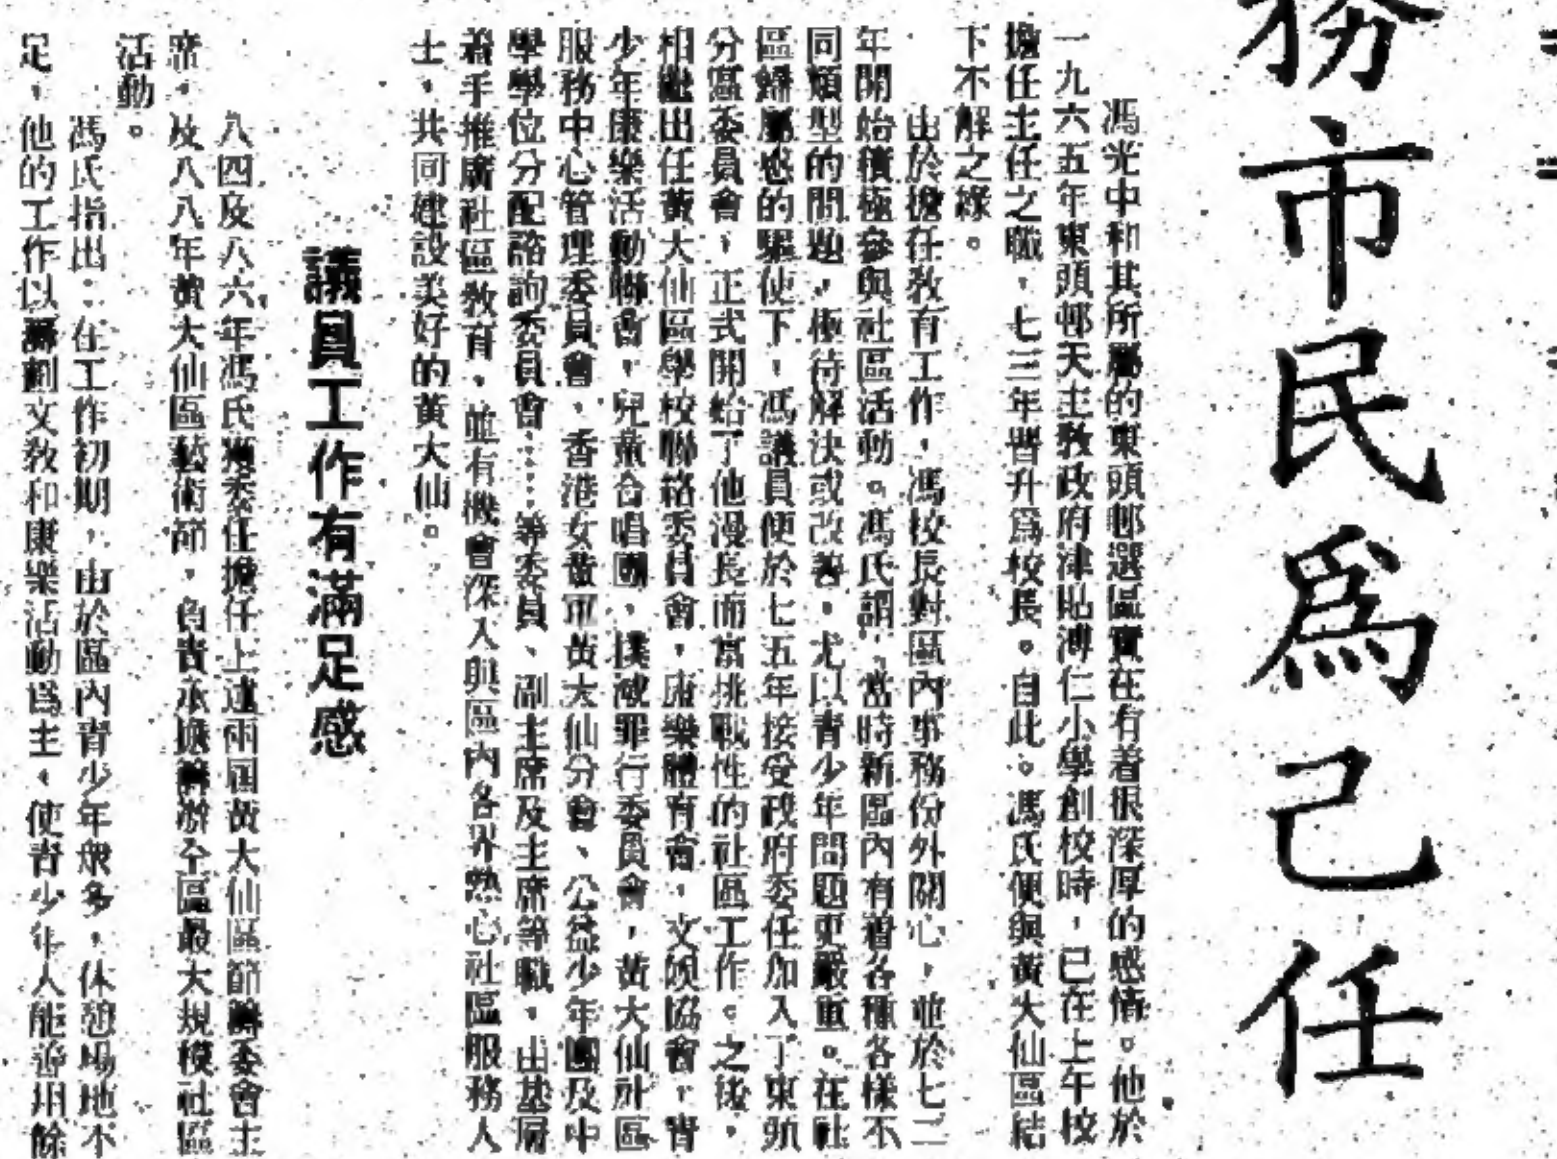 務市民為己任
馮光中和其所屬的東頭邨選區實在有着很深厚的感情。他於
一九六五年東頭邨天主教政府津貼溥仁小學創校時,已在上午校
擔任主任之職,七三年晋升爲校長。自此。馮氏便與黃大仙區結
下不解之緣。
由於擔任教育工作,馮校長對區內事務份外關心,並於七二
年開始積極參與社區活動。馮氏謂,當時新區內有着各種各樣不
同類型的問題,極待解決或改善。尤以青少年問題更嚴重。在社
區歸屬感的驅使下,馮議員便於七五年接受政府委任加入了東頭
分區委員會,正式開始了他漫長而富挑戰性的社區工作。之後,
相繼出任黃大仙區學校聯絡委員會,康樂體育會,文娛協會,青
少年康樂活動聯會,兒童合唱團,撲滅罪行委員會,黃大仙社區
服務中心管理委員會、香港女童軍黃大仙分會、公益少年團及中
學學位分配諮詢委員會……等委員、副主席及主席等職,由基層
着手推廣社區教育,並有機會深入與區內各界熱心社區服務人
士,共同建設美好的黃大仙。
議員工作有滿足感
八四及八六年馮氏獲委任擔任上述兩屆黃大仙區節籌委會主
席,及八八年黃大仙區藝術節,負責承擔籌辦全區最大規模社區
活動。
馮氏指出:在工作初期,由於區內青少年眾多,休憩場地不
足,他的工作以籌劃文教和康樂活動爲主,使青少年人能善用餘